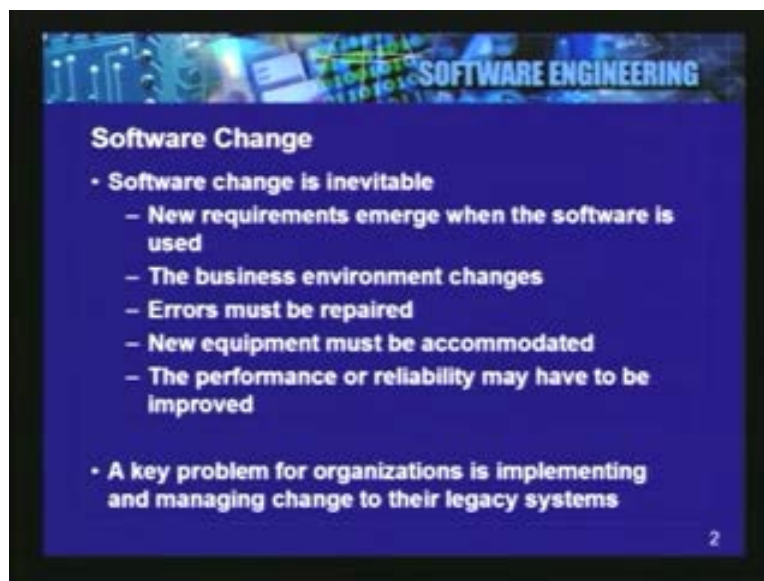 SOFTWARE ENGINEERING
Software Change
• Software change is inevitable
– New requirements emerge when the software is
used
– The business environment changes
– Errors must be repaired
– New equipment must be accommodated
– The performance or reliability may have to be
improved
• A key problem for organizations is implementing
and managing change to their legacy systems
2